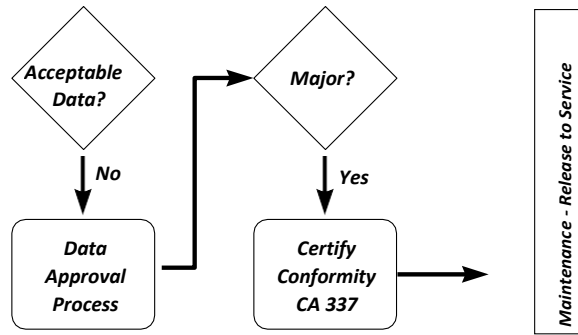 Acceptable
Data?
No
Data
Approval
Process
Major?
Yes
Certify
Conformity
CA 337
Maintenance - Release to Service